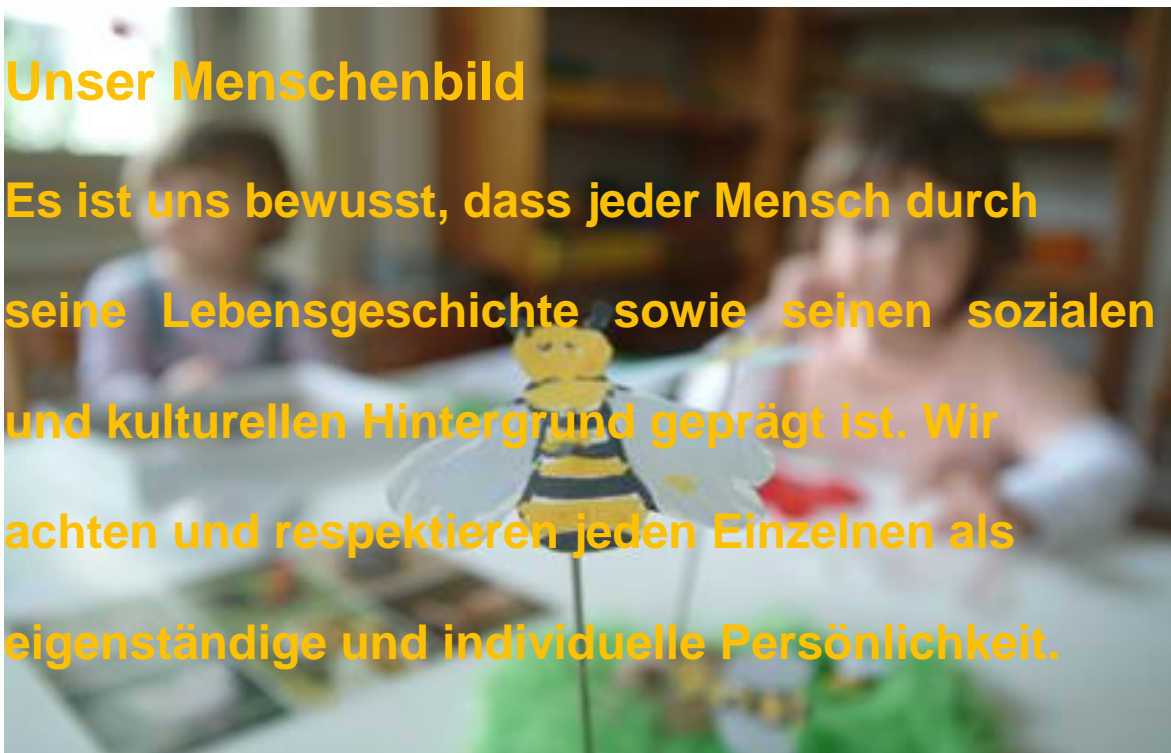 Unser Menschenbild
Es ist uns bewusst, dass jeder Mensch durch
seine Lebensgeschichte sowie seinen sozialen
und kulturellen Hintergrund geprägt ist. Wir
achten und respektieren jeden Einzelnen als
eigenständige und individuelle Persönlichkeit.